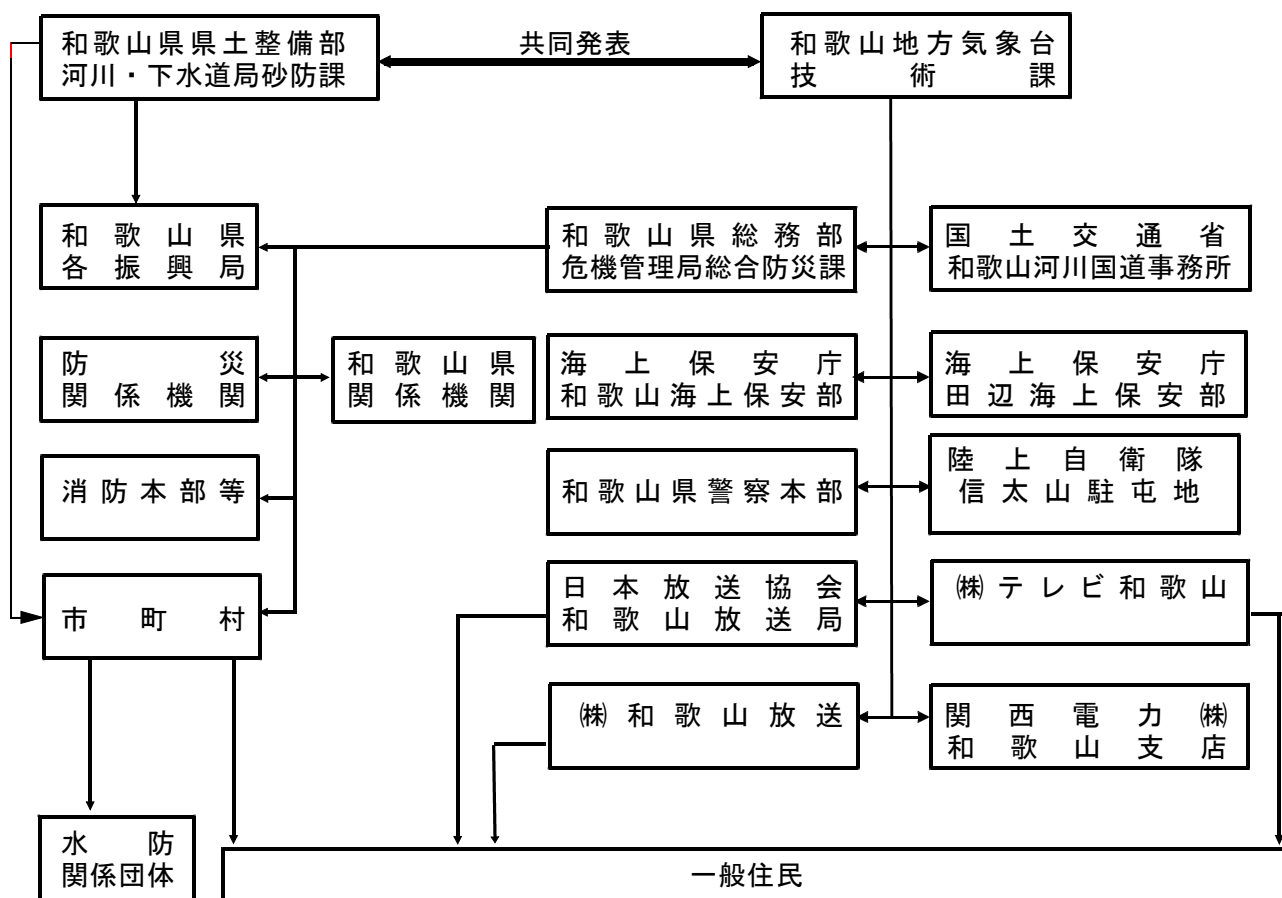 和歌山県県土整備部
河川・下水道局砂防課
共同発表
和歌山地方気象台
技術課
和歌山県
各振興局
和歌山県総務部
危機管理局総合防災課
国土交通省
和歌山河川国道事務所
防災
関係機関
和歌山県
関係機関
海上保安庁
和歌山海上保安部
海上保安庁
田辺海上保安部
消防本部等
和歌山県警察本部
陸上自衛隊
信太山駐屯地
市町村
日本放送協会
和歌山放送局
㈱テレビ和歌山
㈱和歌山放送
関西電力㈱
和歌山支店
水防
関係団体
一般住民